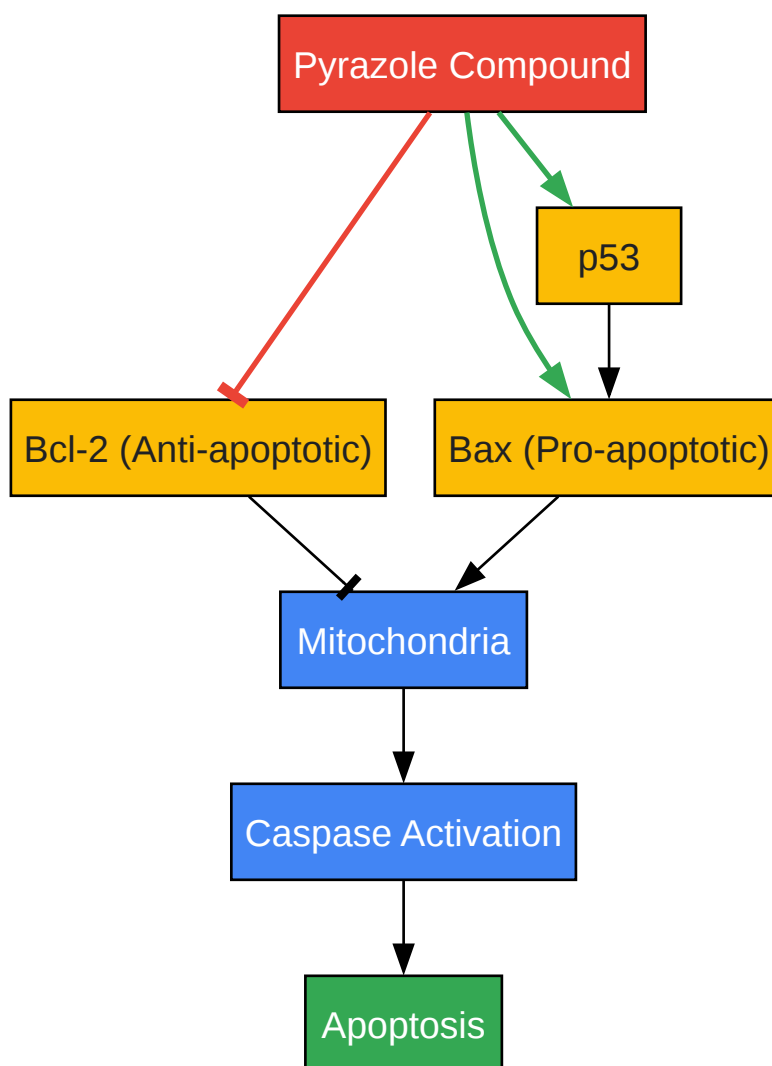 Pyrazole Compound
p53
Bcl-2 (Anti-apoptotic)
Bax (Pro-apoptotic)
Mitochondria
Caspase Activation
Apoptosis